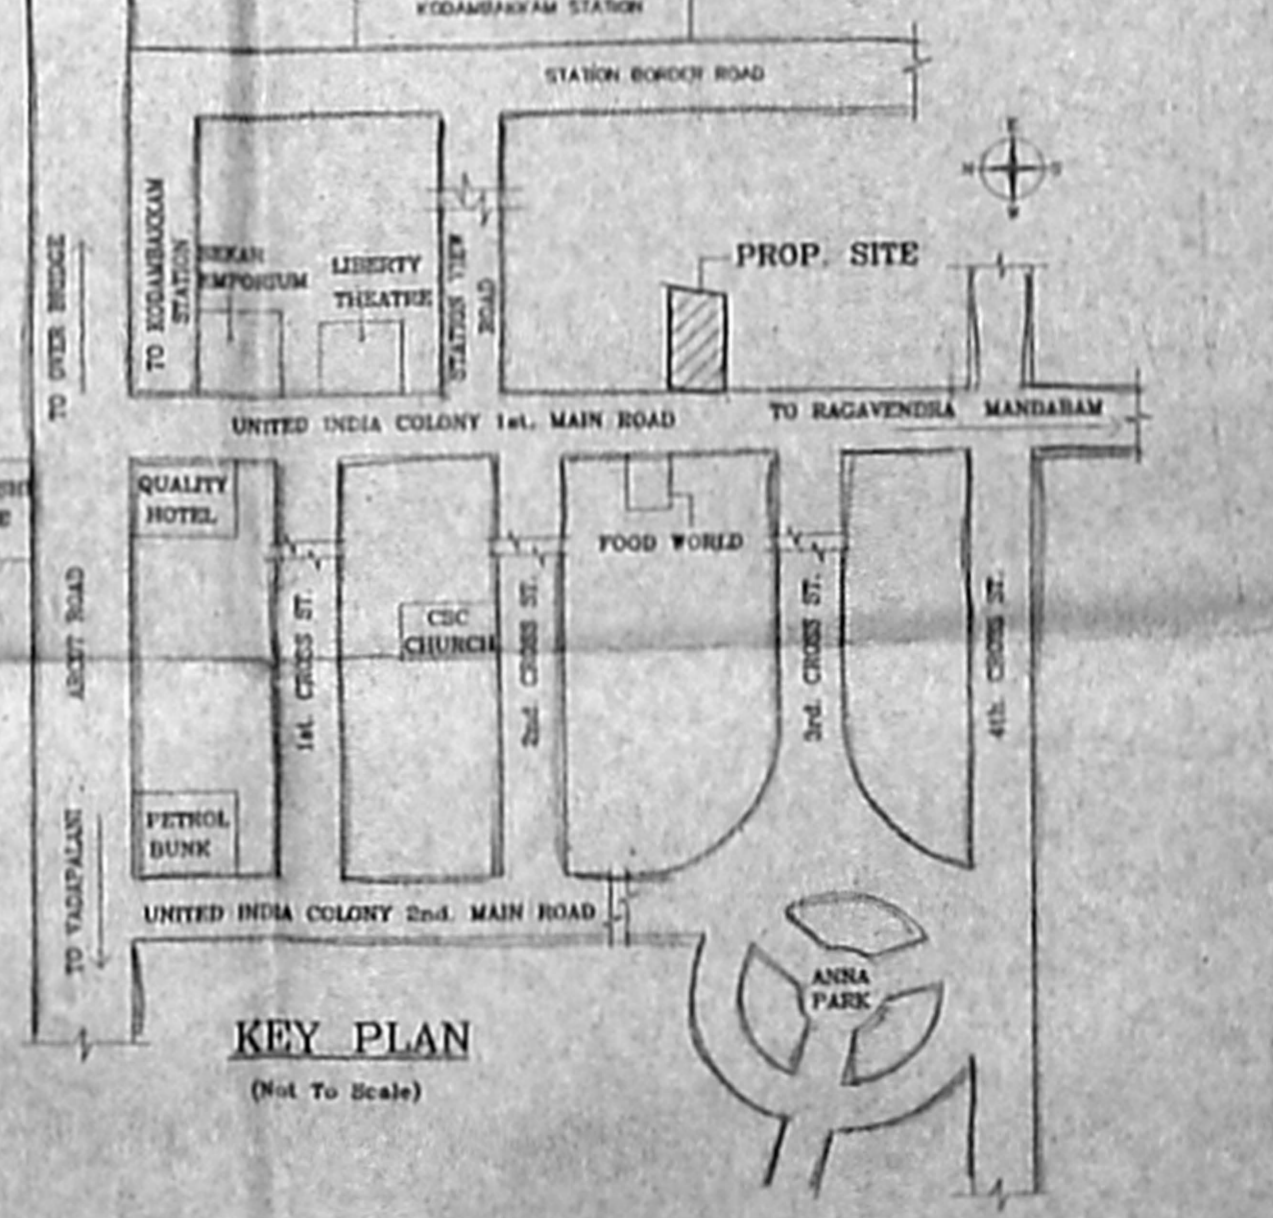 KODAMBAKKAM STATION
STATION BORDER ROAD
E
N
S
W
TO KODAMBAKKAM
STATION
TO OVER BRIDGE
EMPORIUM
LIBERTY
THEATRE
STATION VIEW
ROAD
PROP. SITE
UNITED INDIA COLONY 1st. MAIN ROAD
TO RAGAVENDRA MANDABAM
QUALITY
HOTEL
FOOD WORLD
ARCOT ROAD
1st. CROSS ST.
CSC
CHURCH
2nd. CROSS ST.
3rd. CROSS ST.
4th. CROSS ST.
PETROL
BUNK
TO VADAPALANI
UNITED INDIA COLONY 2nd. MAIN ROAD
ANNA
PARK
KEY PLAN
(Not To Scale)